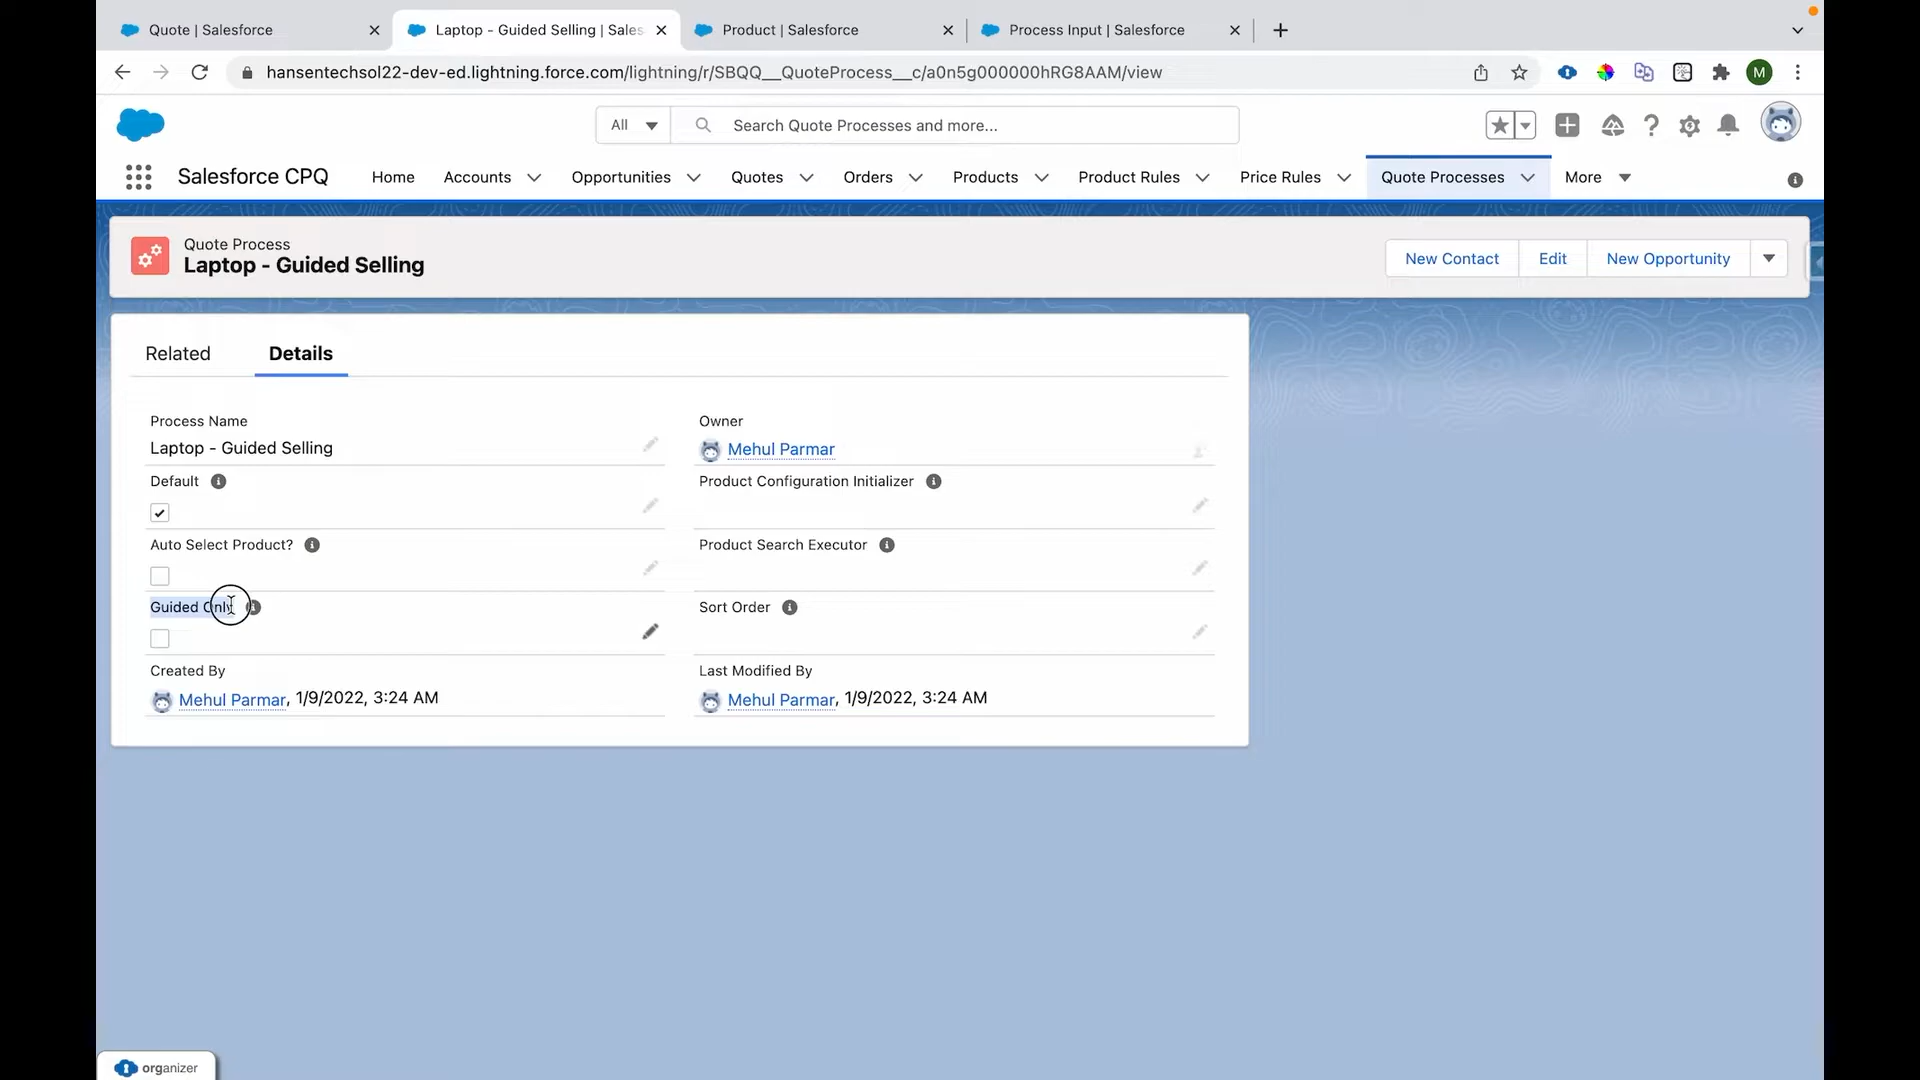 Quote | Salesforce
Laptop - Guided Selling | Sales
Product | Salesforce
Process Input | Salesforce
hansentechsol22-dev-ed.lightning.force.com/lightning/r/SBQQ__QuoteProcess__c/a0n5g000000hRG8AAM/view
M
All
Search Quote Processes and more...
Salesforce CPQ
Home
Accounts
Opportunities
Quotes
Orders
Products
Product Rules
Price Rules
Quote Processes
More
Quote Process
Laptop - Guided Selling
New Contact
Edit
New Opportunity
Related
Details
Process Name
Laptop - Guided Selling
Owner
Mehul Parmar
Default
Product Configuration Initializer
Auto Select Product?
Product Search Executor
Guided Only
Sort Order
Created By
Mehul Parmar, 1/9/2022, 3:24 AM
Last Modified By
Mehul Parmar, 1/9/2022, 3:24 AM
organizer